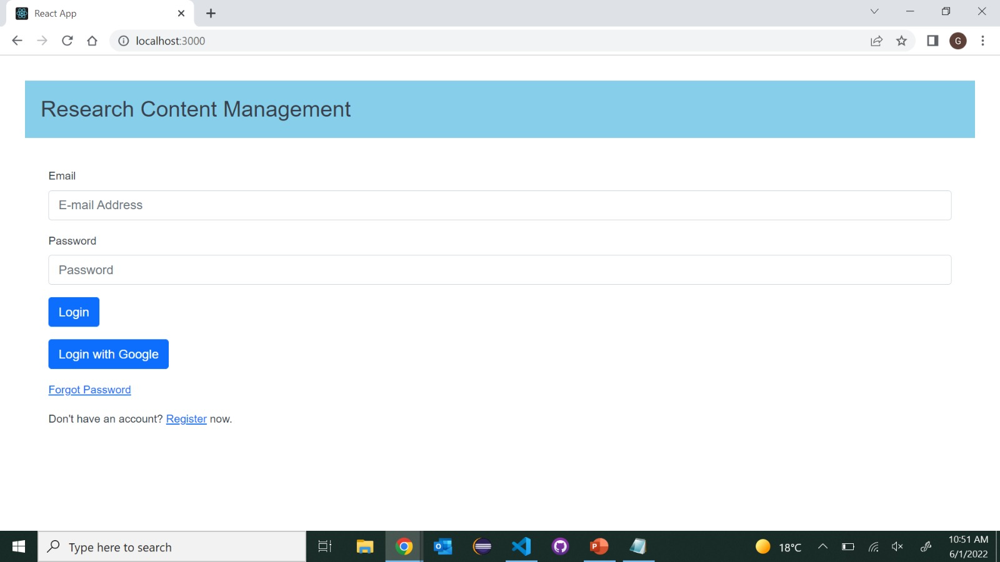 React App
localhost:3000
G
Research Content Management
Email
E-mail Address
Password
Password
Login
Login with Google
Forgot Password
Don't have an account? Register now.
Type here to search
18°C
10:51 AM
6/1/2022